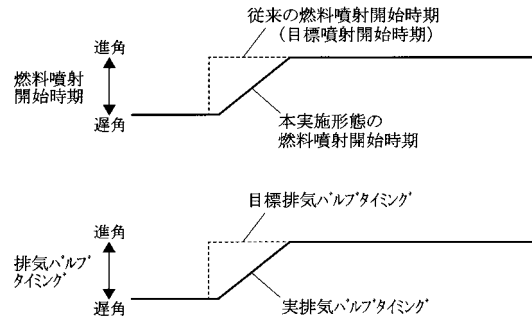 従来の燃料噴射開始時期
(目標噴射開始時期)
進角
燃料噴射
開始時期
遅角
本実施形態の
燃料噴射開始時期
目標排気バルブタイミング
進角
排気バルブ
タイミング
遅角
実排気バルブタイミング